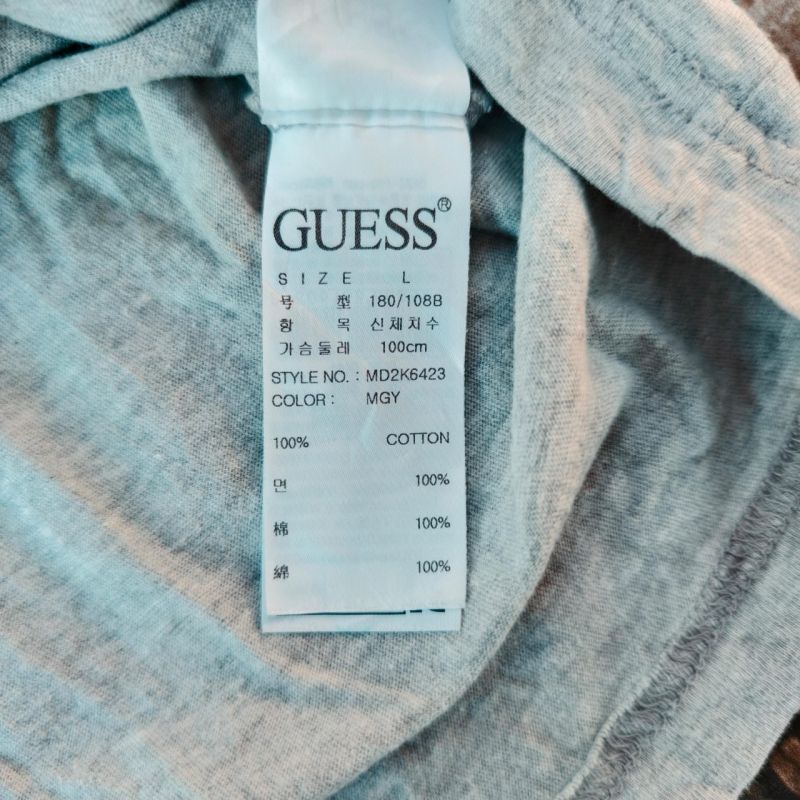 GUESS®
SIZE L
号型 180/108B
항목 신체치수
가슴둘레 100cm
STYLE NO. : MD2K6423
COLOR : MGY
100% COTTON
면 100%
棉 100%
綿 100%